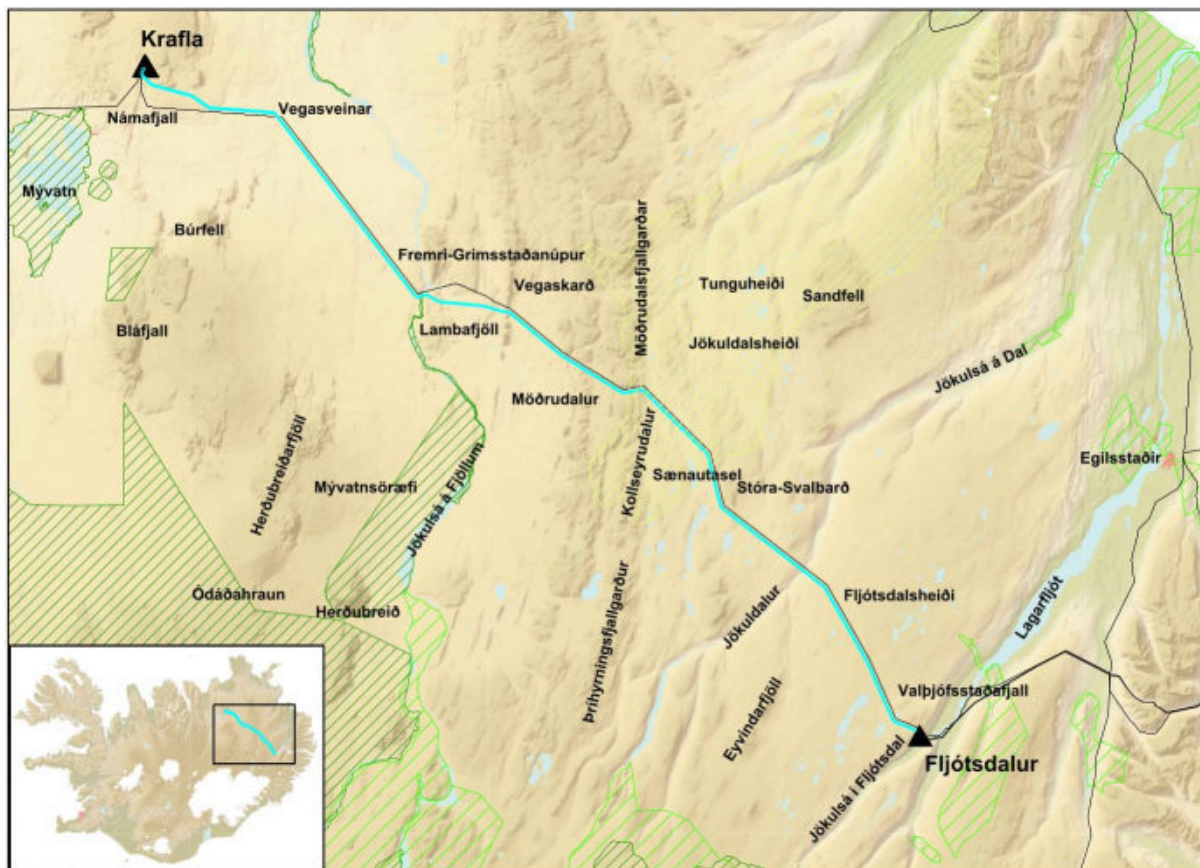 Krafla
Vegasveinar
Námafjall
Mývatn
Búrfell
Fremri-Grímsstaðanúpur
Vegaskarð
Möðrudalsfjallgarðar
Tunguheiði
Sandfell
Bláfjall
Lambafjöll
Jökuldalsheiði
Jökulsá á Dal
Möðrudalur
Kollseyrudalur
Herðubreiðarfjöll
Mývatnsöræfi
Jökulsá á Fjöllum
Sænautasel
Stóra-Svalbarð
Egilsstaðir
Ódáðahraun
Herðubreið
Þríhyrningsfjallgarður
Jökuldalur
Fljótsdalsheiði
Lagarfljót
Eyvindarfjöll
Valþjófsstaðafjall
Jökulsá í Fljótsdal
Fljótsdalur